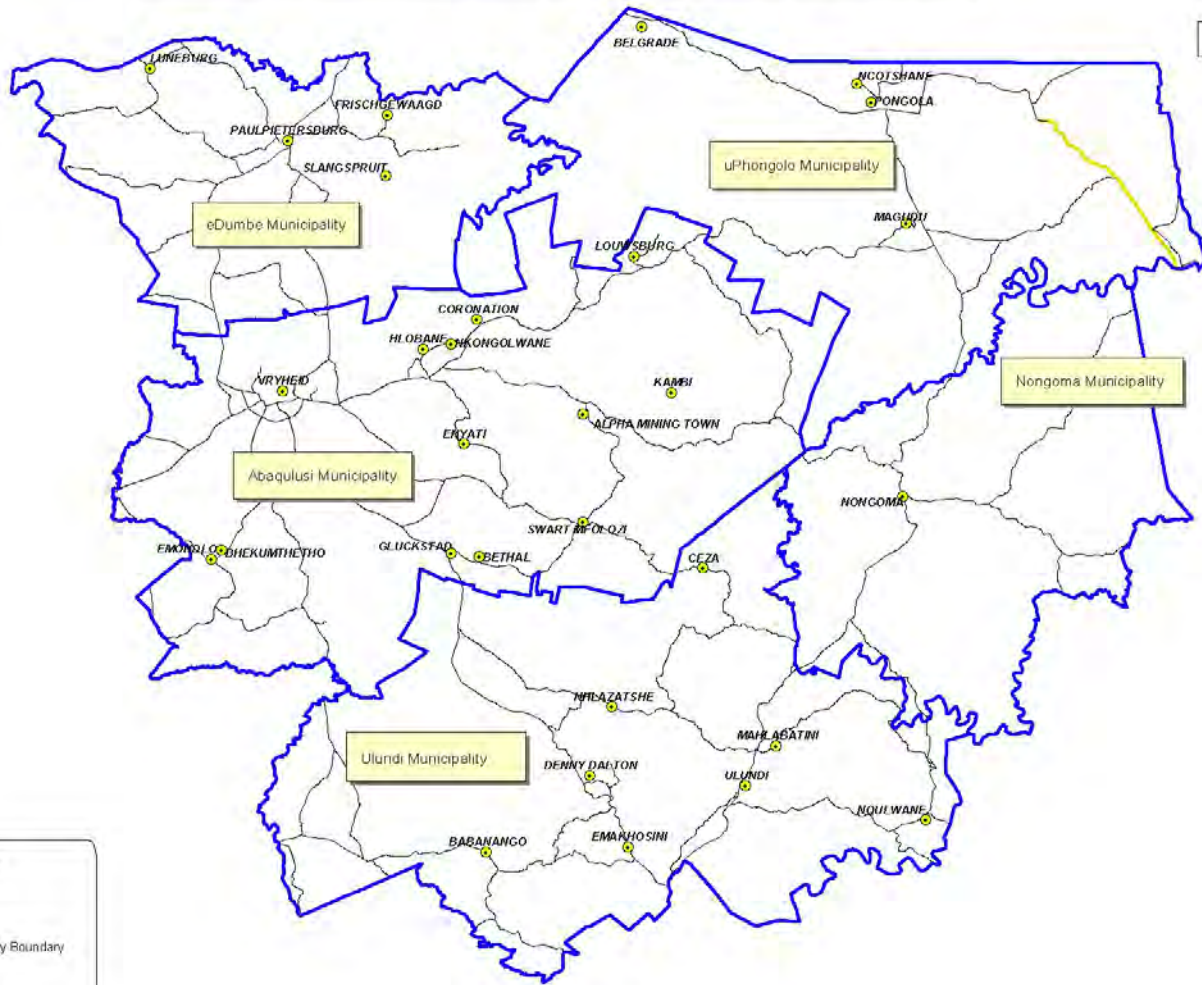 BELGRADE
LUNEBURG
NCOTSHANE
PONGOLA
FRISCHGEWAAGD
PAULPIETERSBURG
SLANGSPRUIT
uPhongolo Municipality
eDumbe Municipality
MAGUDU
LOUWSBURG
CORONATION
HLOBANE
NKONGOLWANE
VRYHEID
KAMBI
Nongoma Municipality
ALPHA MINING TOWN
ENYATI
Abaqulusi Municipality
NONGOMA
SWART MFOLOZI
EMONDLO
BHEKUMTHETHO
GLUCKSTAD
BETHAL
CEZA
NHLAZATSHE
MAHLABATINI
Ulundi Municipality
DENNY DALTON
ULUNDI
NQULWANE
EMAKHOSINI
BABANANGO
y Boundary